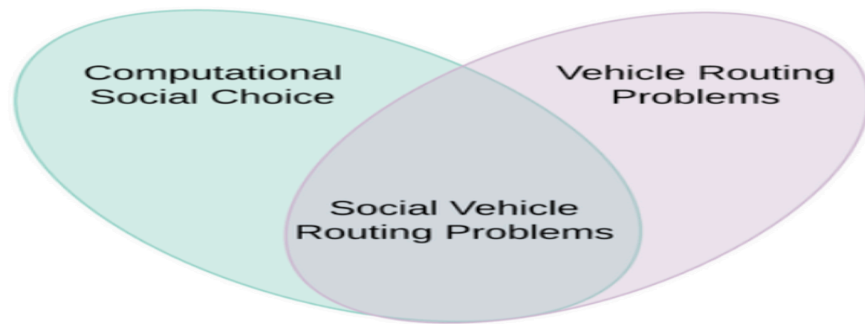 Computational
Social Choice
Vehicle Routing
Problems
Social Vehicle
Routing Problems